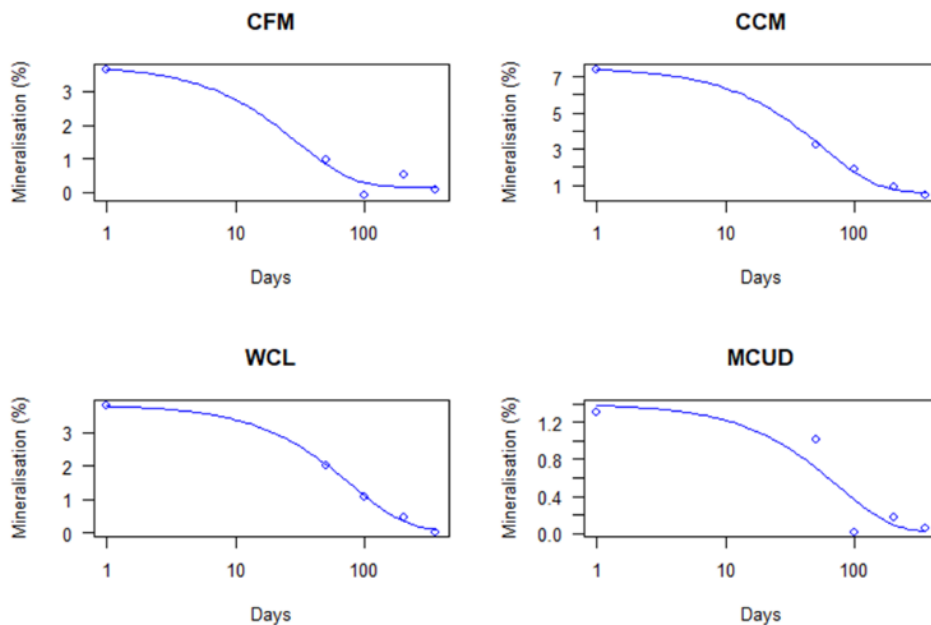 CFM
Mineralisation (%)
3
2
1
0
1 10 100
Days
CCM
Mineralisation (%)
7
5
3
1
1 10 100
Days
WCL
Mineralisation (%)
3
2
1
0
1 10 100
Days
MCUD
Mineralisation (%)
1.2
0.8
0.4
0.0
1 10 100
Days